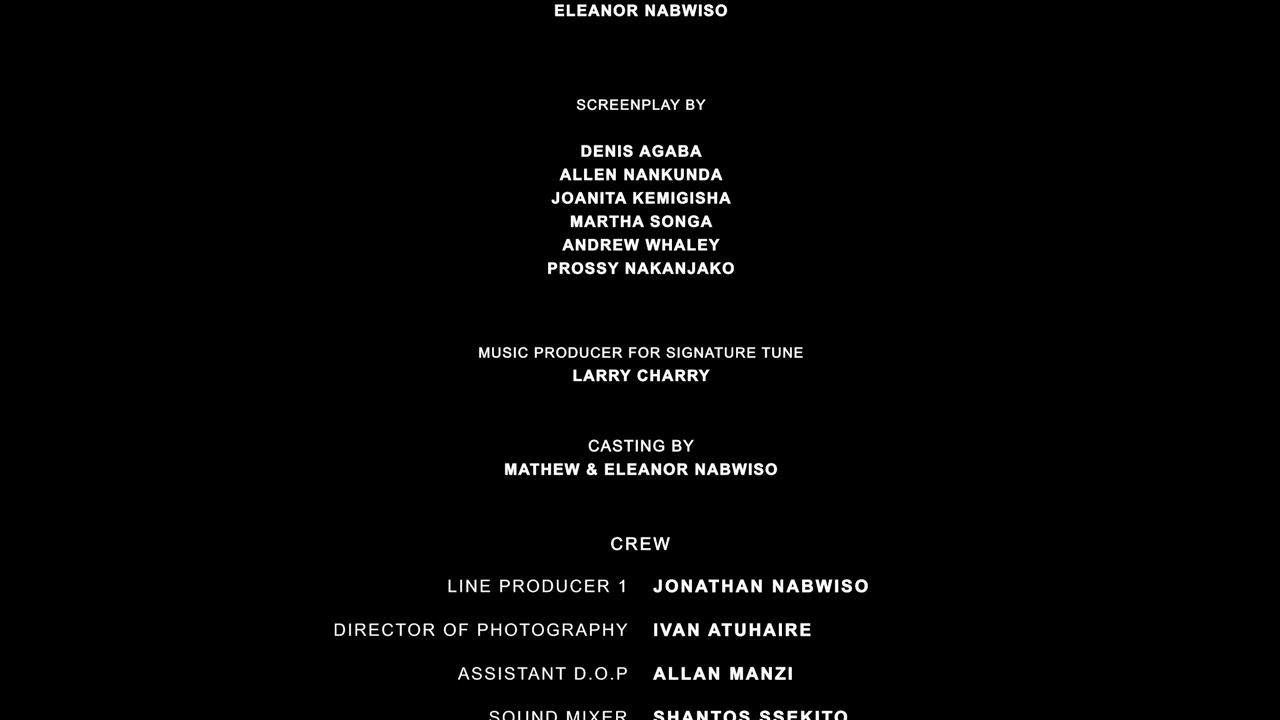 ELEANOR NABWISO
SCREENPLAY BY
DENIS AGABA
ALLEN NANKUNDA
JOANITA KEMIGISHA
MARTHA SONGA
ANDREW WHALEY
PROSSY NAKANJAKO
MUSIC PRODUCER FOR SIGNATURE TUNE
LARRY CHARRY
CASTING BY
MATHEW & ELEANOR NABWISO
CREW
LINE PRODUCER 1 JONATHAN NABWISO
DIRECTOR OF PHOTOGRAPHY IVAN ATUHAIRE
ASSISTANT D.O.P ALLAN MANZI
SOUND MIXER SHANTOS SSEKITO